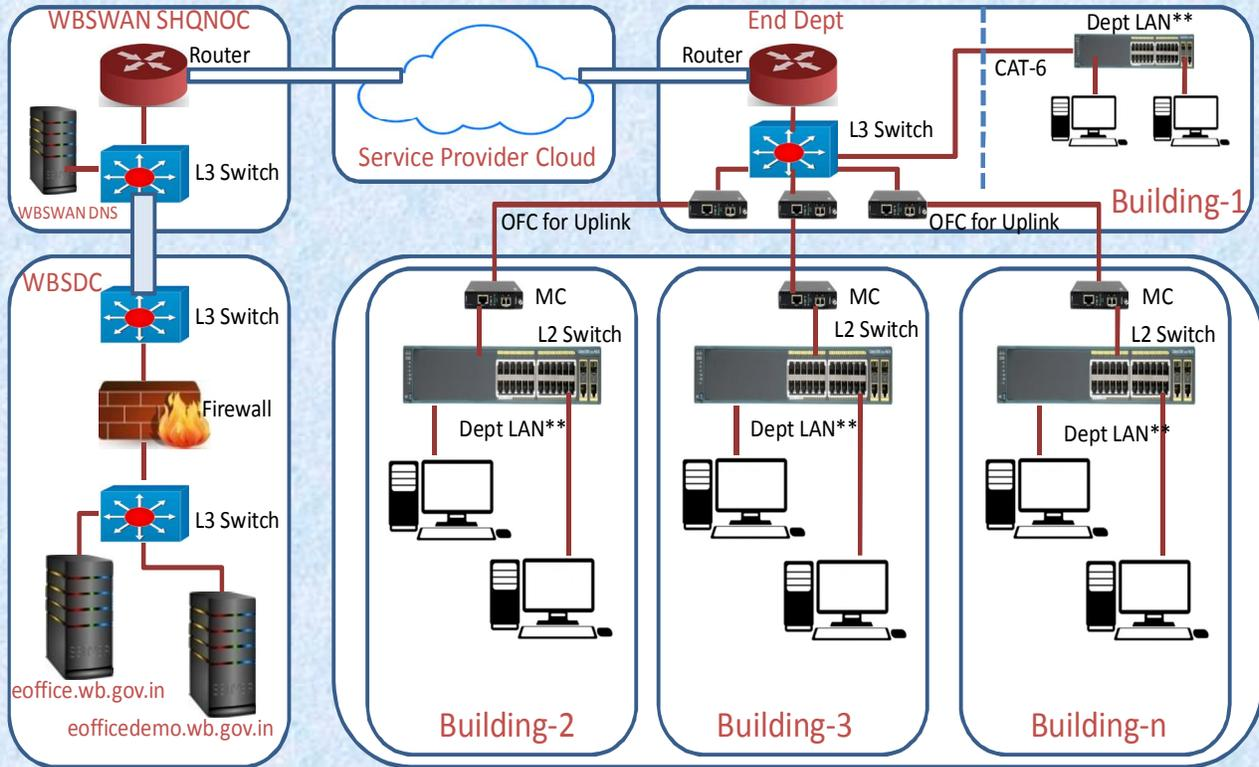 WBSWAN SHQNOC
Router
L3 Switch
WBSWAN DNS
Service Provider Cloud
End Dept
Router
L3 Switch
CAT-6
Dept LAN**
Building-1
OFC for Uplink
OFC for Uplink
WBSDC
L3 Switch
Firewall
L3 Switch
eoffice.wb.gov.in
eofficedemo.wb.gov.in
MC
L2 Switch
Dept LAN**
Building-2
MC
L2 Switch
Dept LAN**
Building-3
MC
L2 Switch
Dept LAN**
Building-n